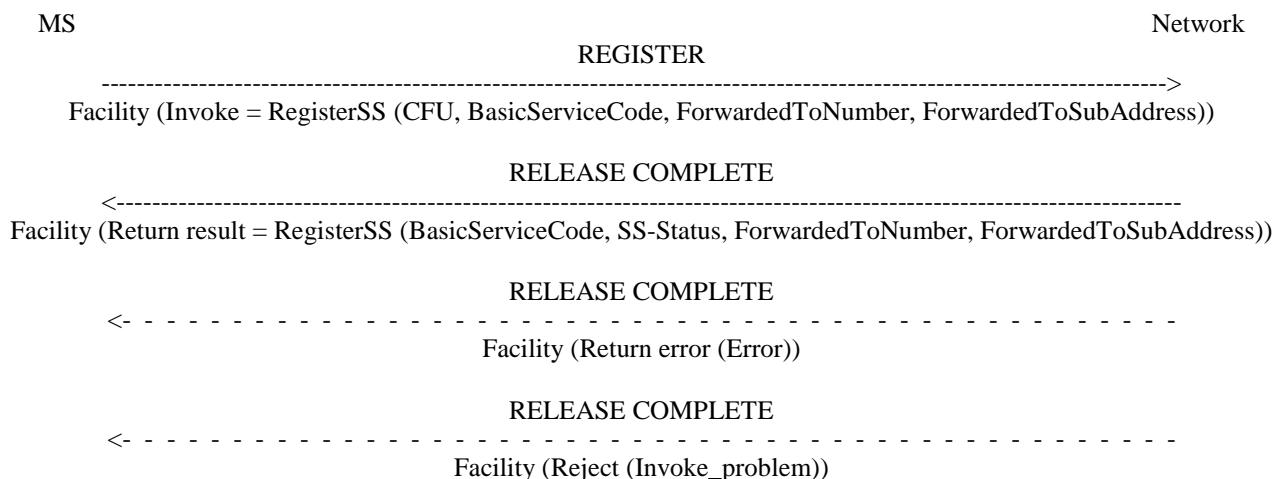 MS Network
REGISTER
Facility (Invoke = RegisterSS (CFU, BasicServiceCode, ForwardedToNumber, ForwardedToSubAddress))
RELEASE COMPLETE
Facility (Return result = RegisterSS (BasicServiceCode, SS-Status, ForwardedToNumber, ForwardedToSubAddress))
RELEASE COMPLETE
Facility (Return error (Error))
RELEASE COMPLETE
Facility (Reject (Invoke_problem))